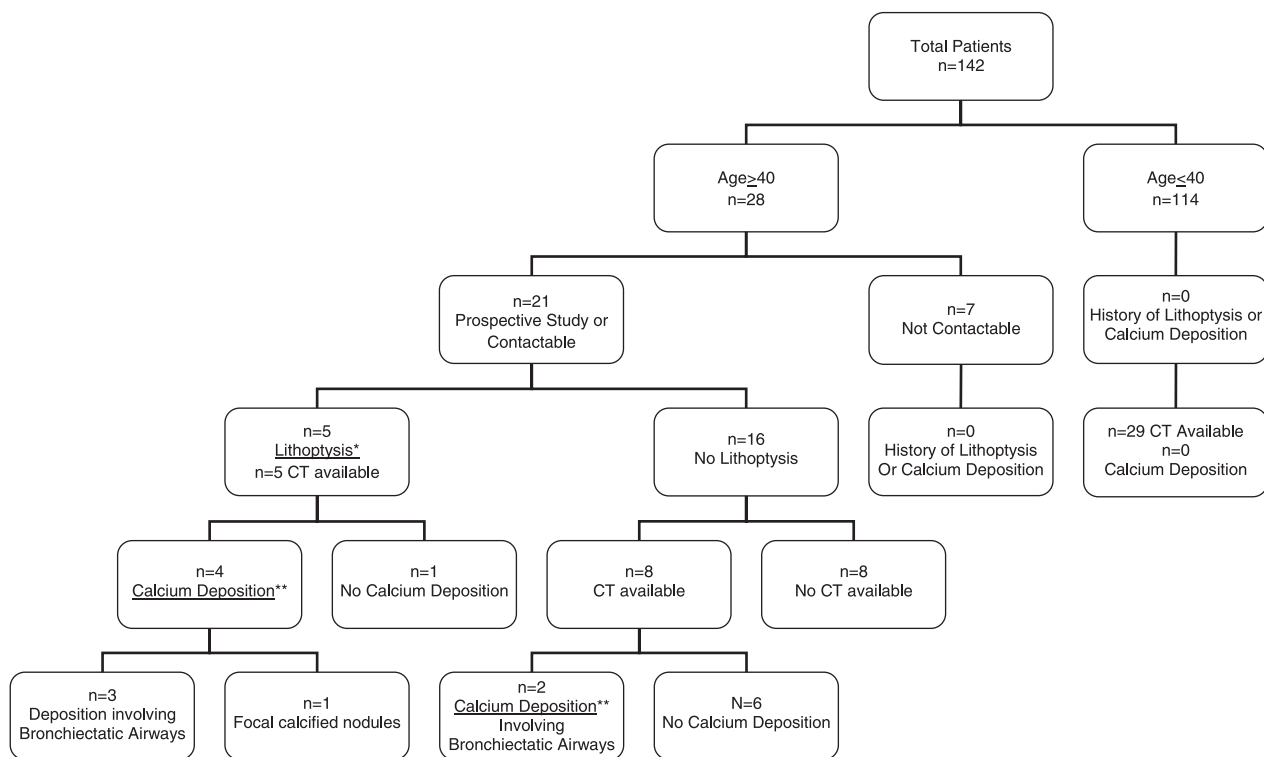 Total Patients
n=142
Age≥40
n=28
Age≤40
n=114
n=21
Prospective Study or
Contactable
n=7
Not Contactable
n=0
History of Lithoptysis or
Calcium Deposition
n=5
Lithoptysis*
n=5 CT available
n=16
No Lithoptysis
n=0
History of Lithoptysis
Or Calcium Deposition
n=29 CT Available
n=0
Calcium Deposition
n=4
Calcium Deposition**
n=1
No Calcium Deposition
n=8
CT available
n=8
No CT available
n=3
Deposition involving
Bronchiectatic Airways
n=1
Focal calcified nodules
n=2
Calcium Deposition**
Involving
Bronchiectatic Airways
N=6
No Calcium Deposition